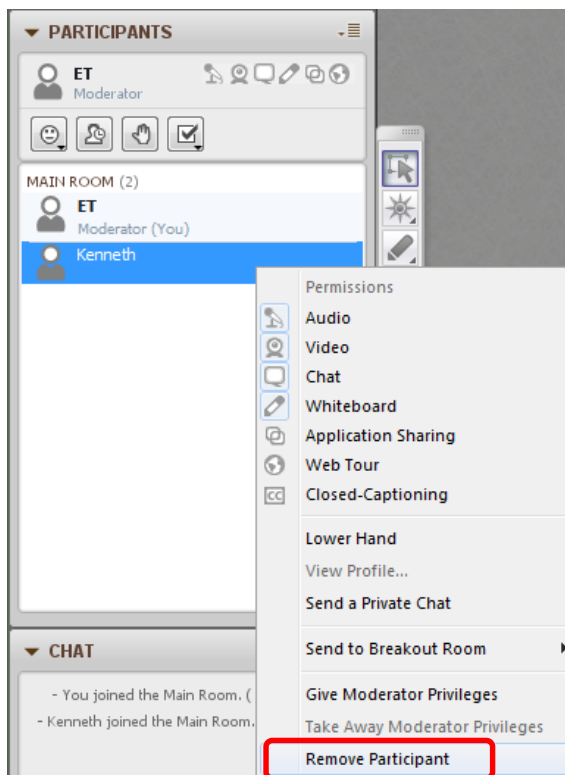 PARTICIPANTS
ET
Moderator
MAIN ROOM (2)
ET
Moderator (You)
Kenneth
Permissions
Audio
Video
Chat
Whiteboard
Application Sharing
Web Tour
CC Closed-Captioning
Lower Hand
View Profile...
Send a Private Chat
Send to Breakout Room
Give Moderator Privileges
Take Away Moderator Privileges
Remove Participant
CHAT
- You joined the Main Room. (
- Kenneth joined the Main Room.